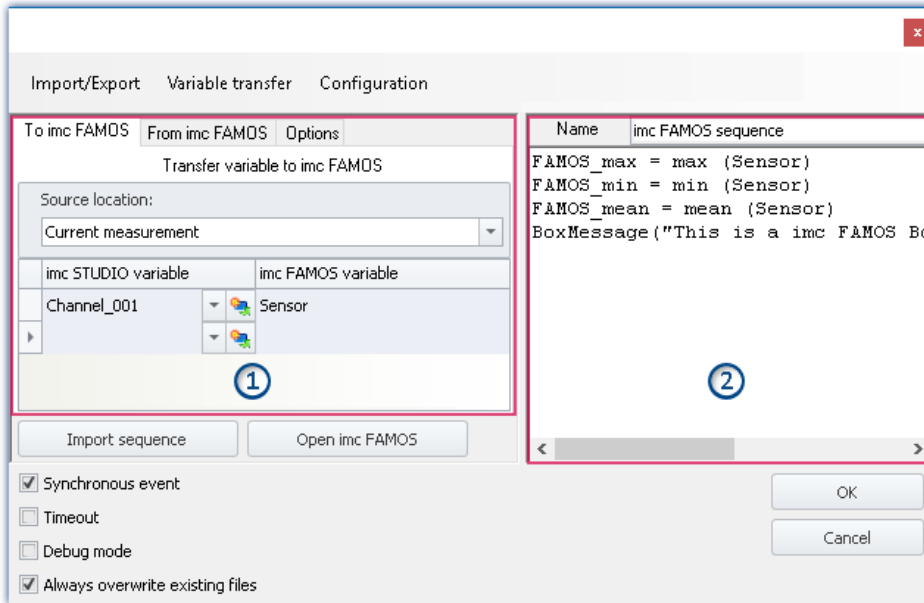 x
Import/Export Variable transfer Configuration
To imc FAMOS From imc FAMOS Options
Transfer variable to imc FAMOS
Source location:
Current measurement
imc STUDIO variable imc FAMOS variable
Channel_001 Sensor
1
Import sequence Open imc FAMOS
Name imc FAMOS sequence
FAMOS_max = max (Sensor)
FAMOS_min = min (Sensor)
FAMOS_mean = mean (Sensor)
BoxMessage("This is a imc FAMOS Bo
2
Synchronous event
Timeout
Debug mode
Always overwrite existing files
OK
Cancel